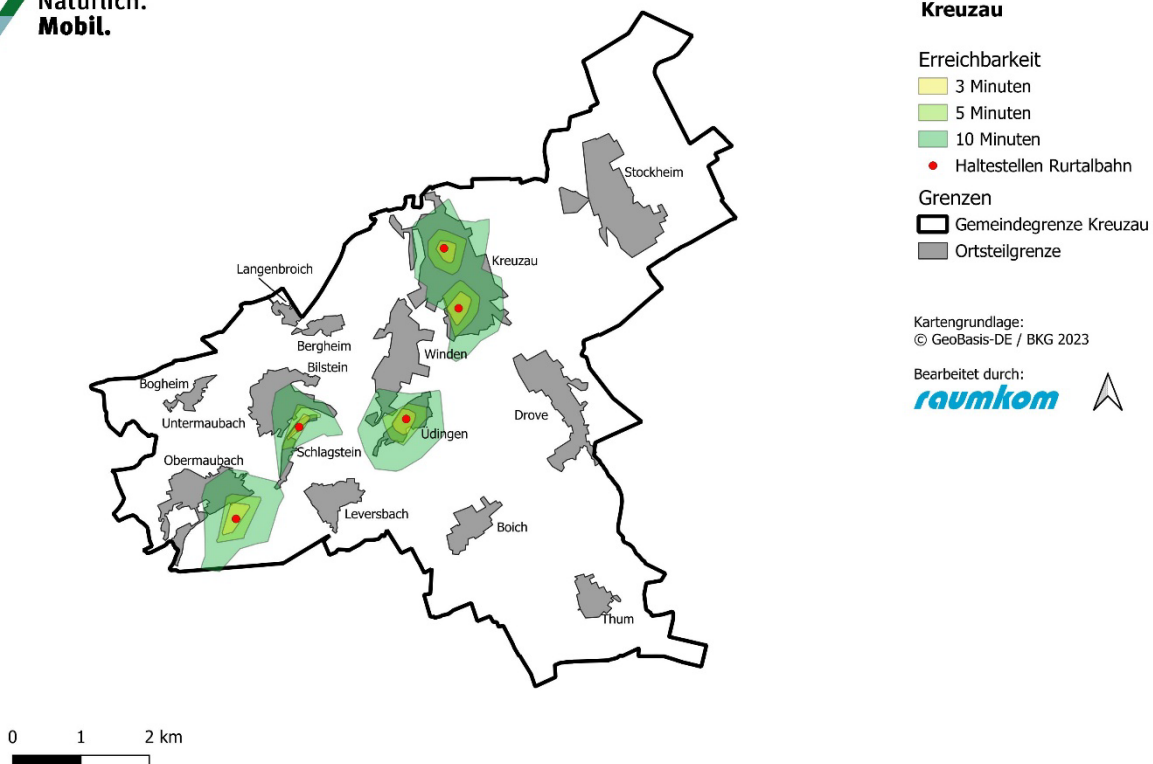 Natürlich.
Mobil.
Kreuzau
Erreichbarkeit
3 Minuten
5 Minuten
10 Minuten
Haltestellen Rurtalbahn
Grenzen
Gemeindegrenze Kreuzau
Ortsteilgrenze
Kartengrundlage:
© GeoBasis-DE / BKG 2023
Bearbeitet durch:
raumkom
Stockheim
Kreuzau
Langenbroich
Bergheim
Winden
Bilstein
Bogheim
Untermaubach
Drove
Üdingen
Schlagstein
Obermaubach
Leversbach
Boich
Thum
0 1 2 km